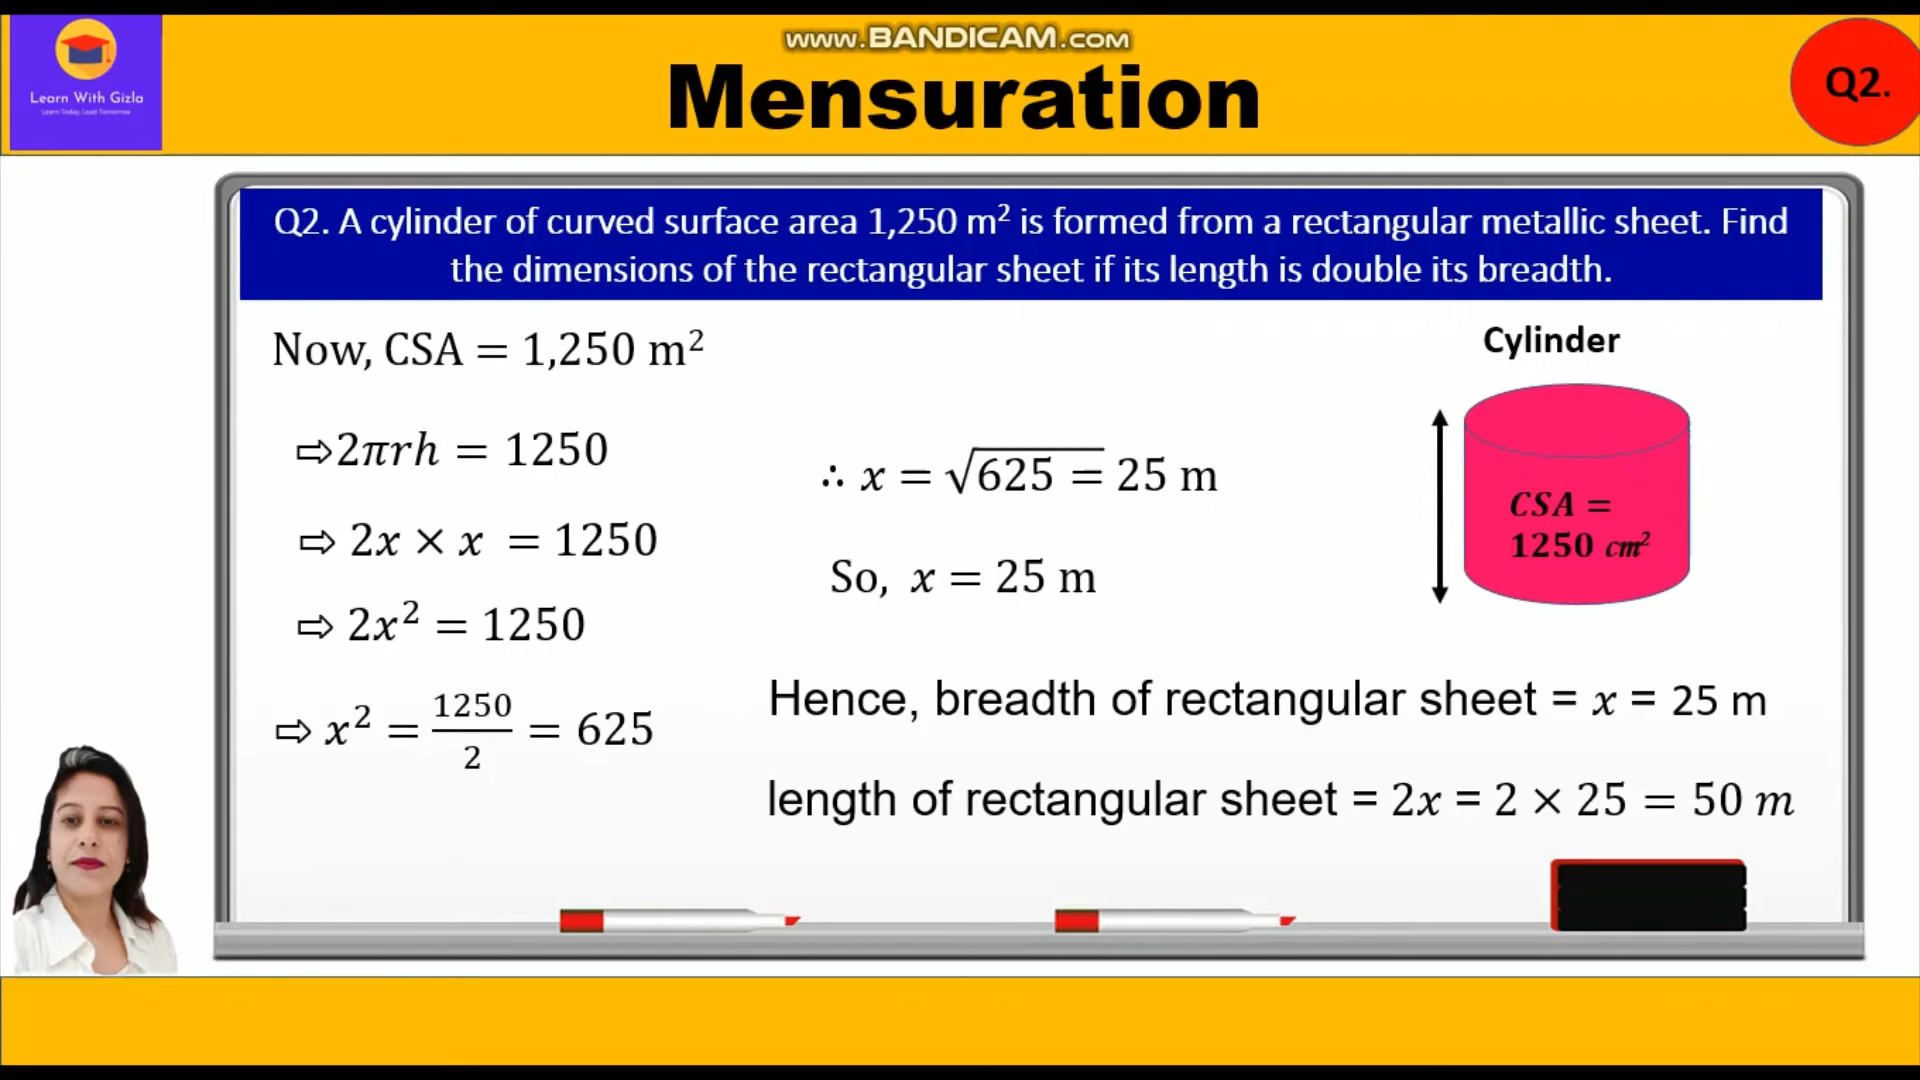 www.BANDICAM.com
Learn With Gizla
Learn Today, Lead Tomorrow
Mensuration
Q2.
Q2. A cylinder of curved surface area 1,250 m² is formed from a rectangular metallic sheet. Find
the dimensions of the rectangular sheet if its length is double its breadth.
Now, CSA = 1,250 m²
⇨2πrh = 1250
⇨ 2x × x = 1250
⇨ 2x² = 1250
⇨ x² = 1250/2 = 625
∴ x = √625 = 25 m
So, x = 25 m
Hence, breadth of rectangular sheet = x = 25 m
length of rectangular sheet = 2x = 2 × 25 = 50 m
Cylinder
CSA =
1250 cm²